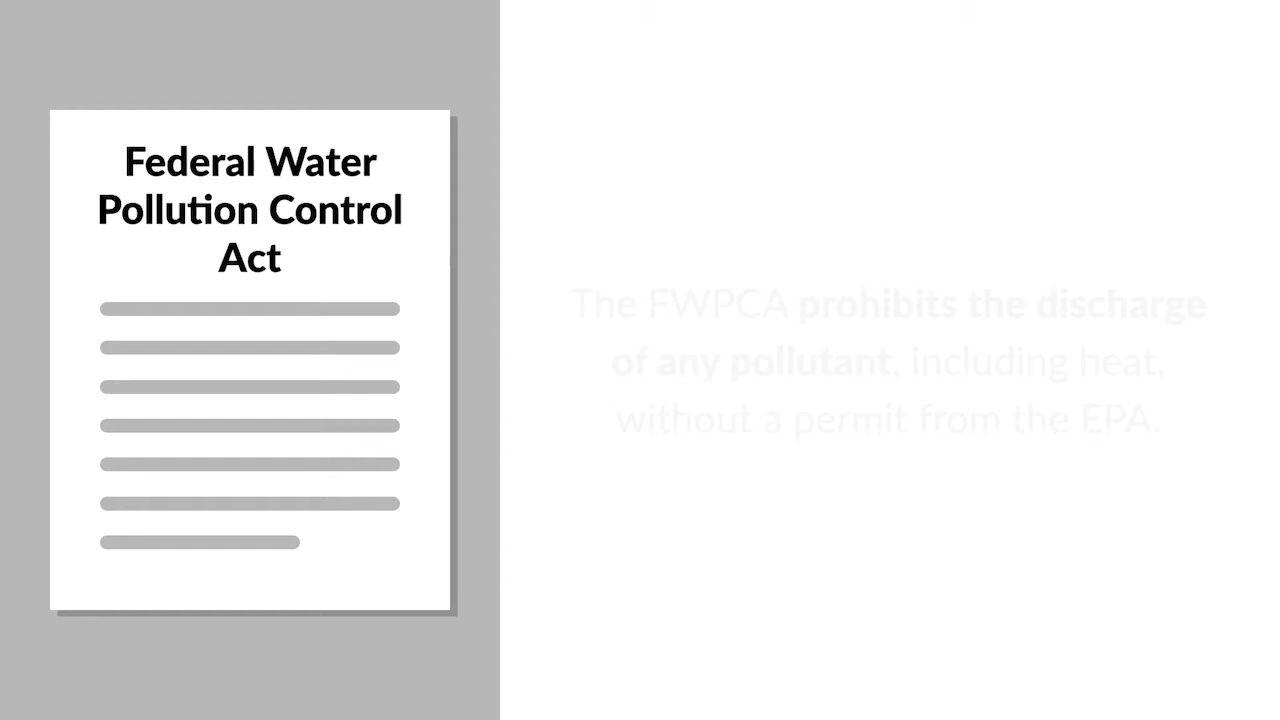 Federal Water
Pollution Control
Act
The FWPCA prohibits the discharge
of any pollutant, including heat,
without a permit from the EPA.